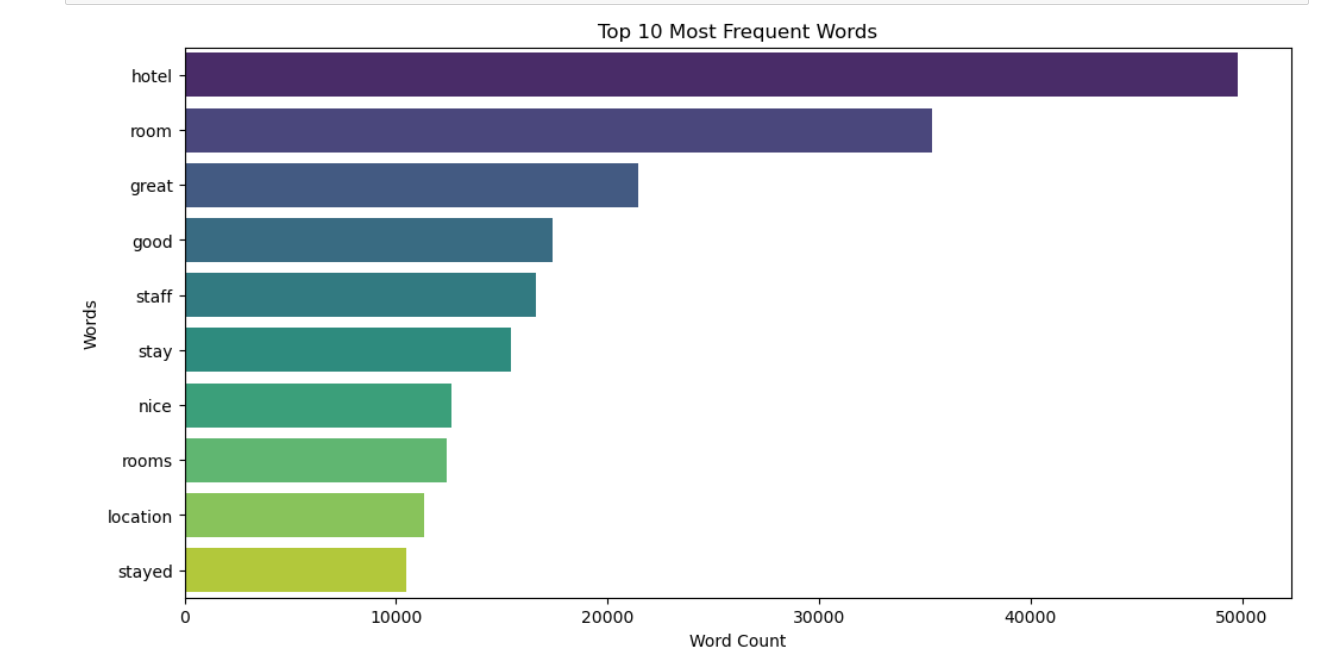 Top 10 Most Frequent Words
hotel
room
great
good
staff
stay
nice
rooms
location
stayed
Words
0 10000 20000 30000 40000 50000
Word Count